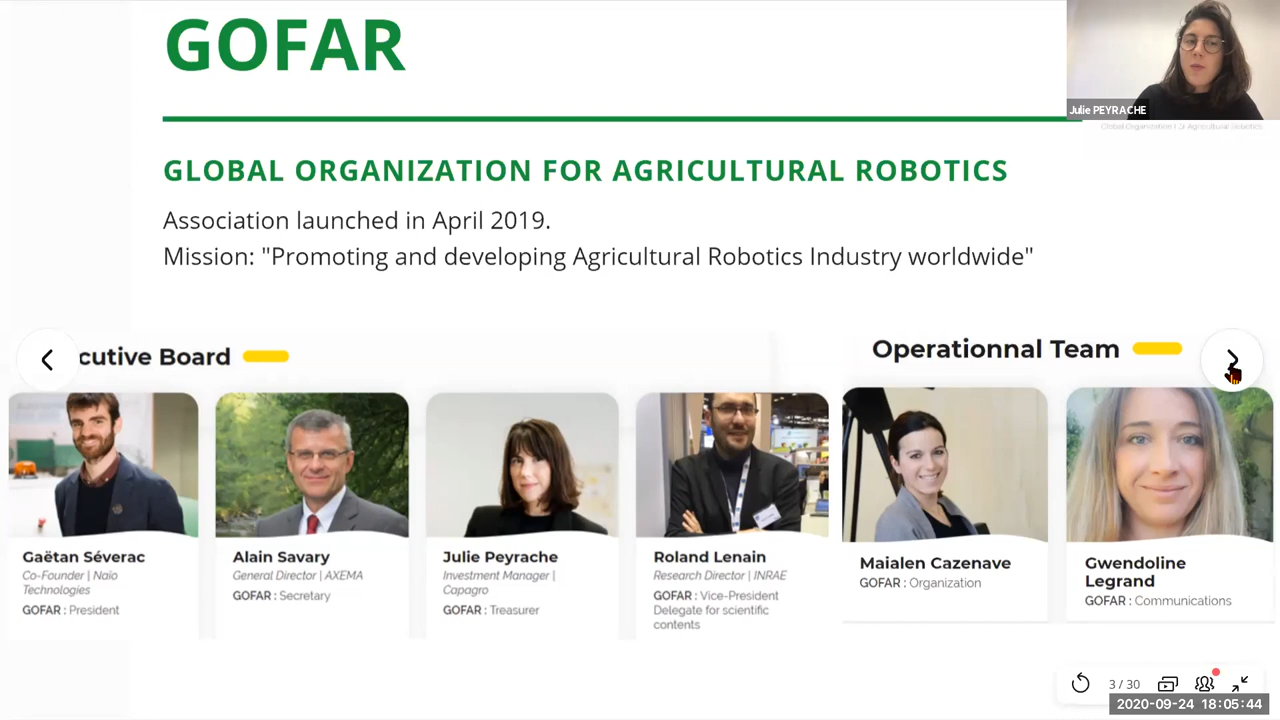 GOFAR
Julie PEYRACHE
GLOBAL ORGANIZATION FOR AGRICULTURAL ROBOTICS
Association launched in April 2019.
Mission: "Promoting and developing Agricultural Robotics Industry worldwide"
cutive Board
Operationnal Team
Gaëtan Séverac
Co-Founder | Naïo
Technologies
GOFAR : President
Alain Savary
General Director | AXEMA
GOFAR : Secretary
Julie Peyrache
Investment Manager |
Capagro
GOFAR : Treasurer
Roland Lenain
Research Director | INRAE
GOFAR : Vice-President
Delegate for scientific
contents
Maialen Cazenave
GOFAR : Organization
Gwendoline
Legrand
GOFAR : Communications
3 / 30
2020-09-24 18:05:44